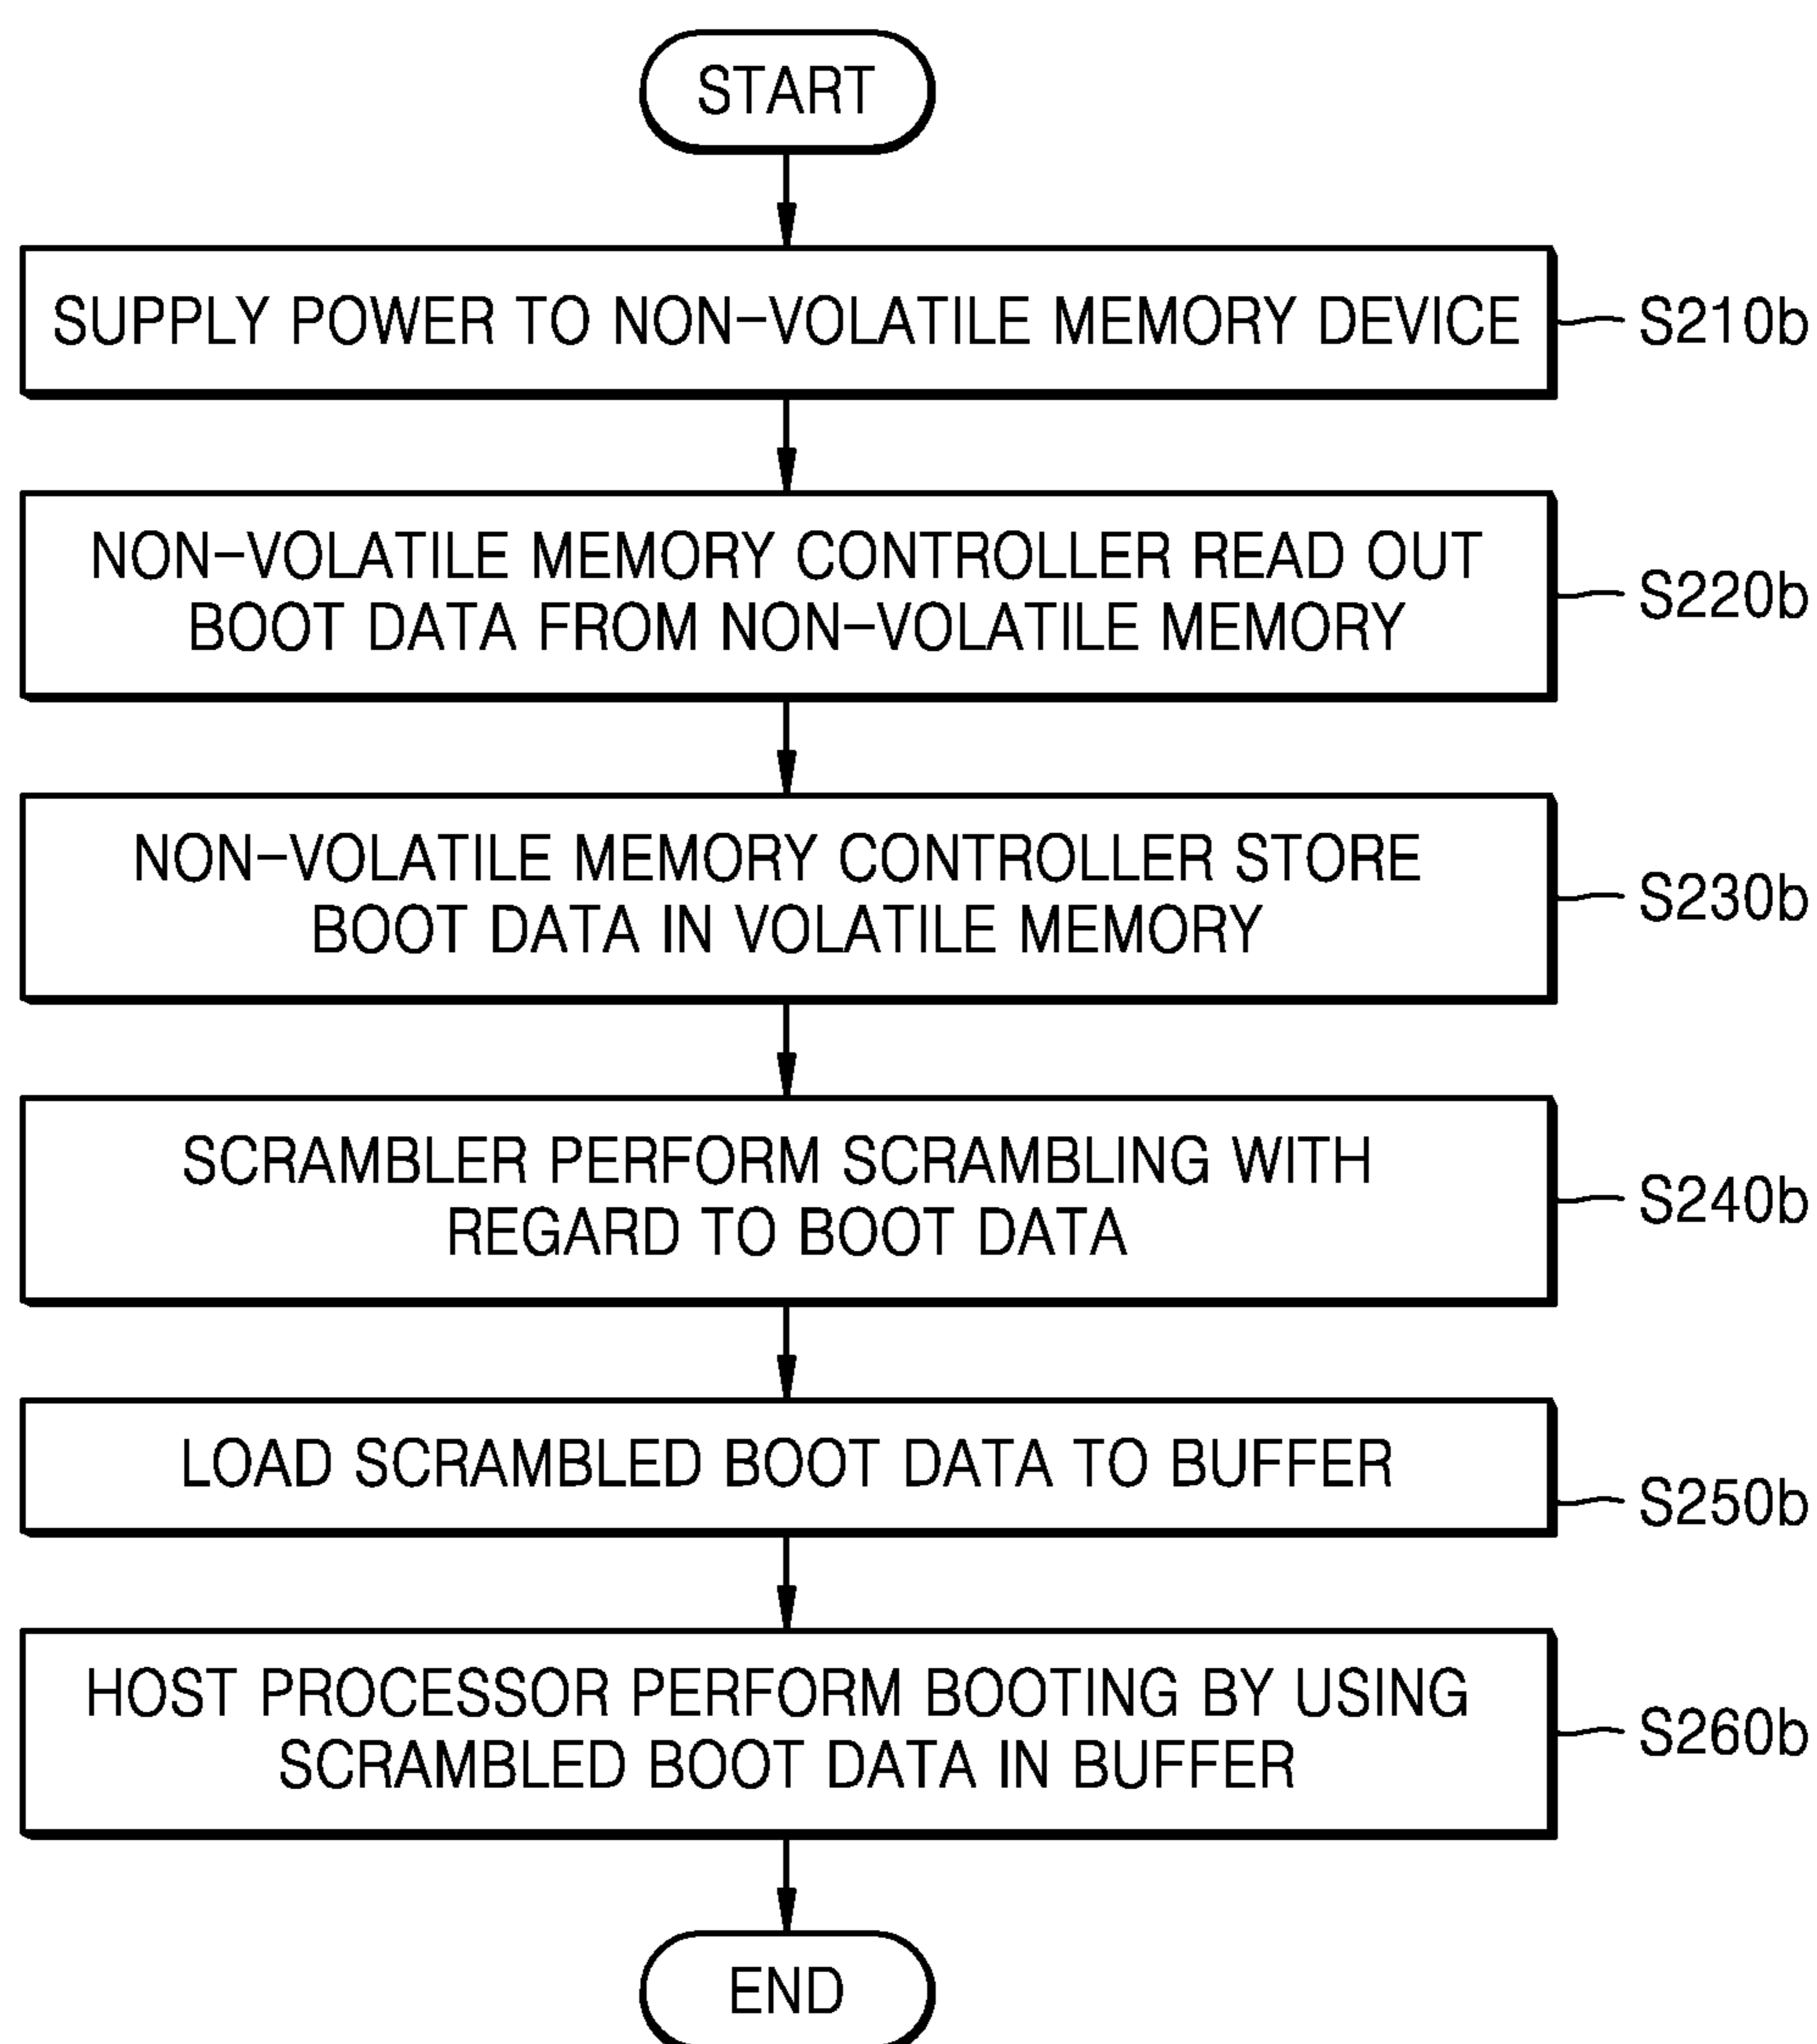 START
SUPPLY POWER TO NON-VOLATILE MEMORY DEVICE
S210b
NON-VOLATILE MEMORY CONTROLLER READ OUT
BOOT DATA FROM NON-VOLATILE MEMORY
S220b
NON-VOLATILE MEMORY CONTROLLER STORE
BOOT DATA IN VOLATILE MEMORY
S230b
SCRAMBLER PERFORM SCRAMBLING WITH
REGARD TO BOOT DATA
S240b
LOAD SCRAMBLED BOOT DATA TO BUFFER
S250b
HOST PROCESSOR PERFORM BOOTING BY USING
SCRAMBLED BOOT DATA IN BUFFER
S260b
END